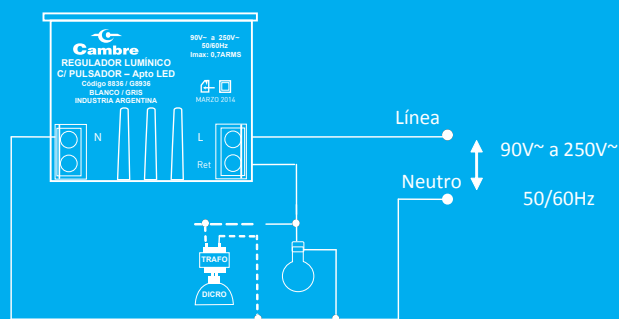 Cambre
REGULADOR LUMÍNICO
C/ PULSADOR – Apto LED
Código 8836 / G8936
BLANCO / GRIS
INDUSTRIA ARGENTINA
90V~ a 250V~
50/60Hz
Imax: 0,7ARMS
MARZO 2014
N
L
Ret
Línea
Neutro
90V~ a 250V~
50/60Hz
TRAFO
DICRO